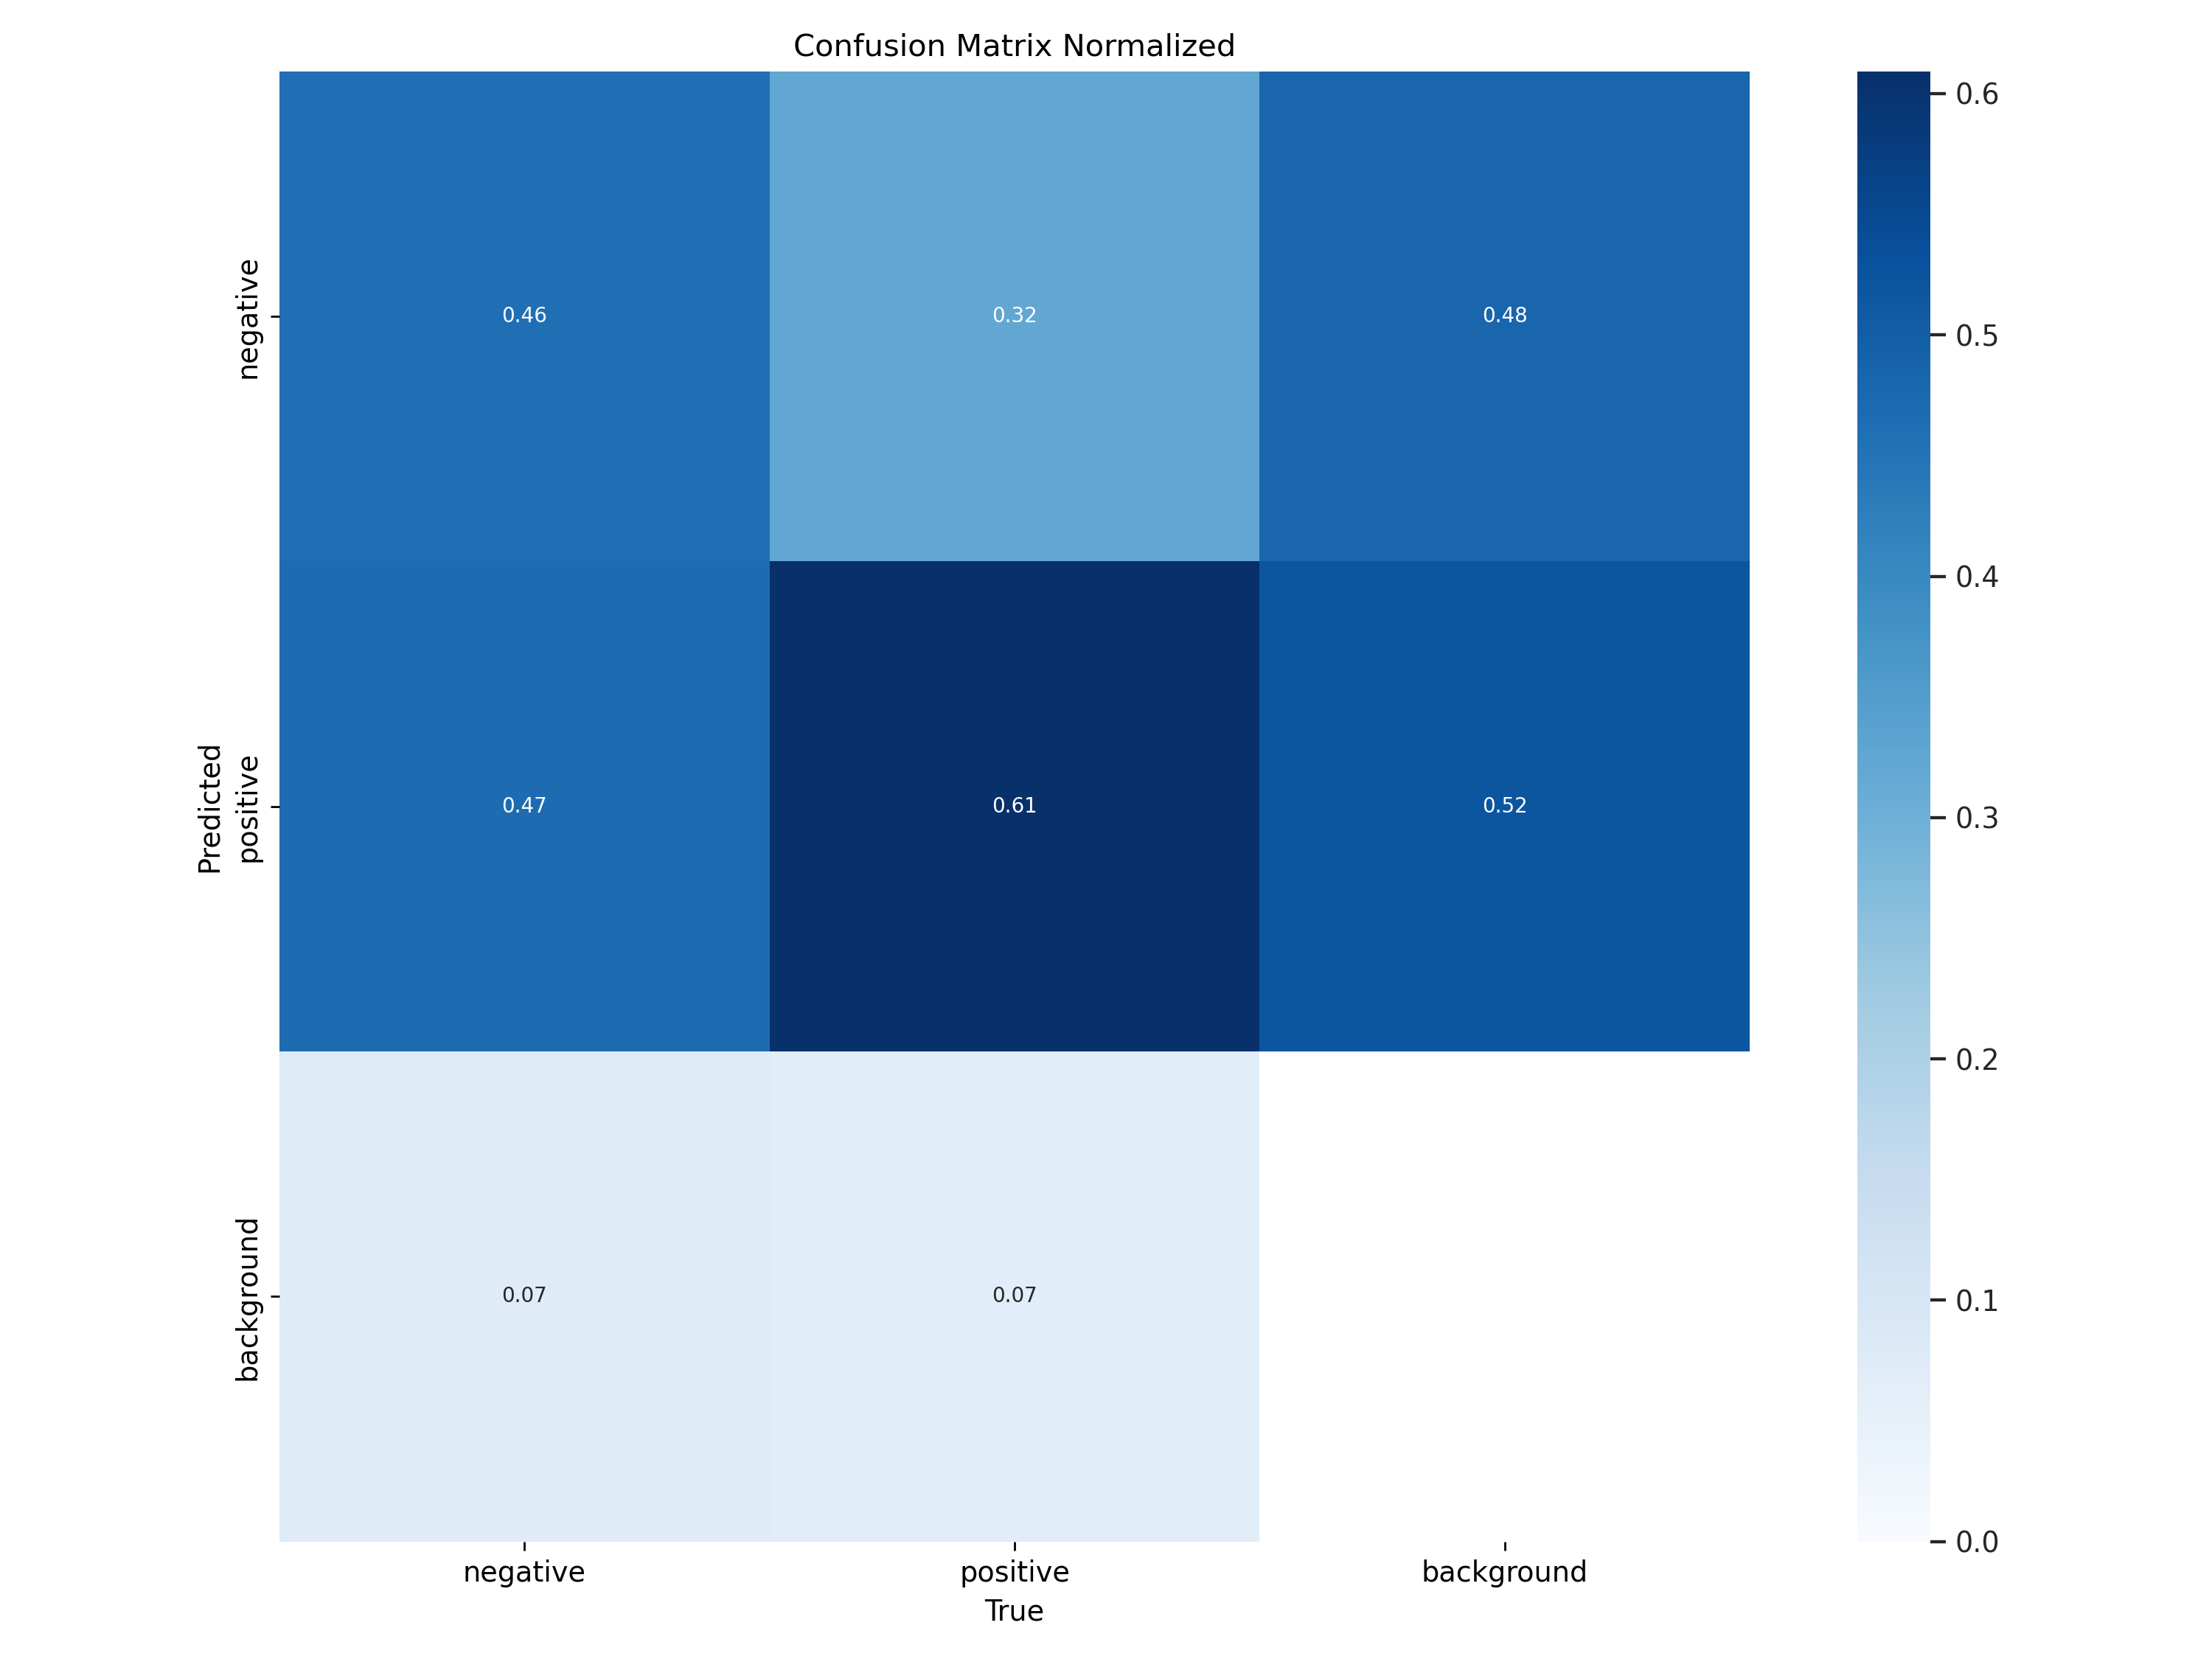 Confusion Matrix Normalized
negative
0.46
0.32
0.48
Predicted
positive
0.47
0.61
0.52
background
0.07
0.07
negative
positive
background
True
0.6
0.5
0.4
0.3
0.2
0.1
0.0